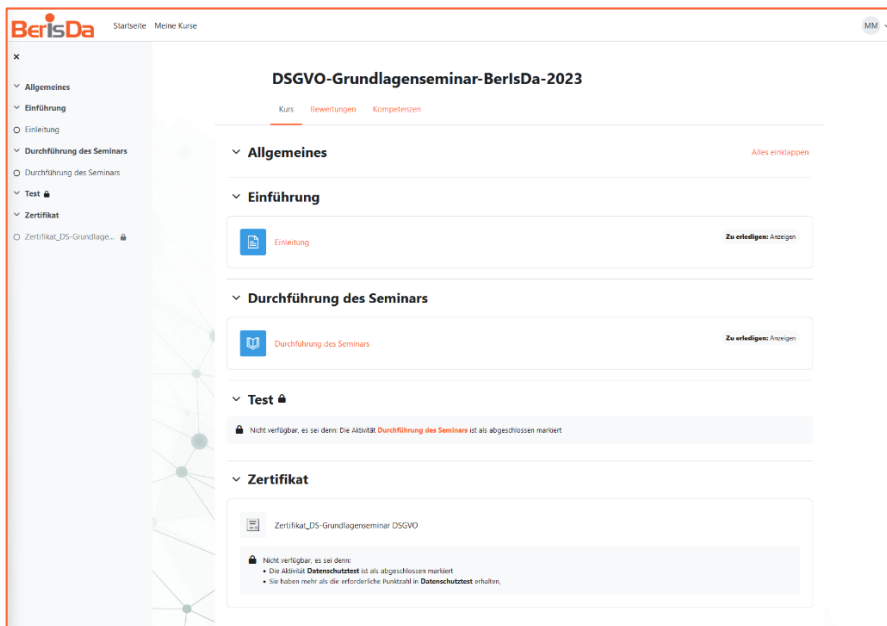 BerIsDa
Startseite Meine Kurse
MM
Allgemeines
Einführung
Einleitung
Durchführung des Seminars
Durchführung des Seminars
Test
Zertifikat
Zertifikat_DS-Grundlage...
DSGVO-Grundlagenseminar-BerIsDa-2023
Kurs Bewertungen Kompetenzen
Allgemeines
Alles einklappen
Einführung
Einleitung
Zu erledigen: Anzeigen
Durchführung des Seminars
Durchführung des Seminars
Zu erledigen: Anzeigen
Test
Nicht verfügbar, es sei denn: Die Aktivität Durchführung des Seminars ist als abgeschlossen markiert
Zertifikat
Zertifikat_DS-Grundlagenseminar DSGVO
Nicht verfügbar, es sei denn:
• Die Aktivität Datenschutztest ist als abgeschlossen markiert
• Sie haben mehr als die erforderliche Punktzahl in Datenschutztest erhalten,